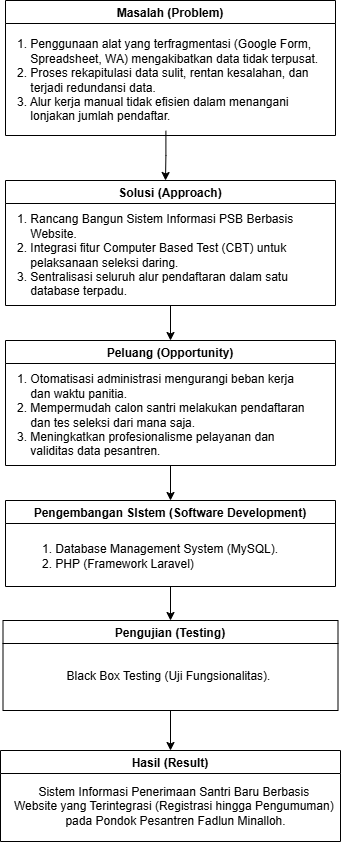 Masalah (Problem)
1. Penggunaan alat yang terfragmentasi (Google Form,
Spreadsheet, WA) mengakibatkan data tidak terpusat.
2. Proses rekapitulasi data sulit, rentan kesalahan, dan
terjadi redundansi data.
3. Alur kerja manual tidak efisien dalam menangani
lonjakan jumlah pendaftar.
Solusi (Approach)
1. Rancang Bangun Sistem Informasi PSB Berbasis
Website.
2. Integrasi fitur Computer Based Test (CBT) untuk
pelaksanaan seleksi daring.
3. Sentralisasi seluruh alur pendaftaran dalam satu
database terpadu.
Peluang (Opportunity)
1. Otomatisasi administrasi mengurangi beban kerja
dan waktu panitia.
2. Mempermudah calon santri melakukan pendaftaran
dan tes seleksi dari mana saja.
3. Meningkatkan profesionalisme pelayanan dan
validitas data pesantren.
Pengembangan SIstem (Software Development)
1. Database Management System (MySQL).
2. PHP (Framework Laravel)
Pengujian (Testing)
Black Box Testing (Uji Fungsionalitas).
Hasil (Result)
Sistem Informasi Penerimaan Santri Baru Berbasis
Website yang Terintegrasi (Registrasi hingga Pengumuman)
pada Pondok Pesantren Fadlun Minalloh.